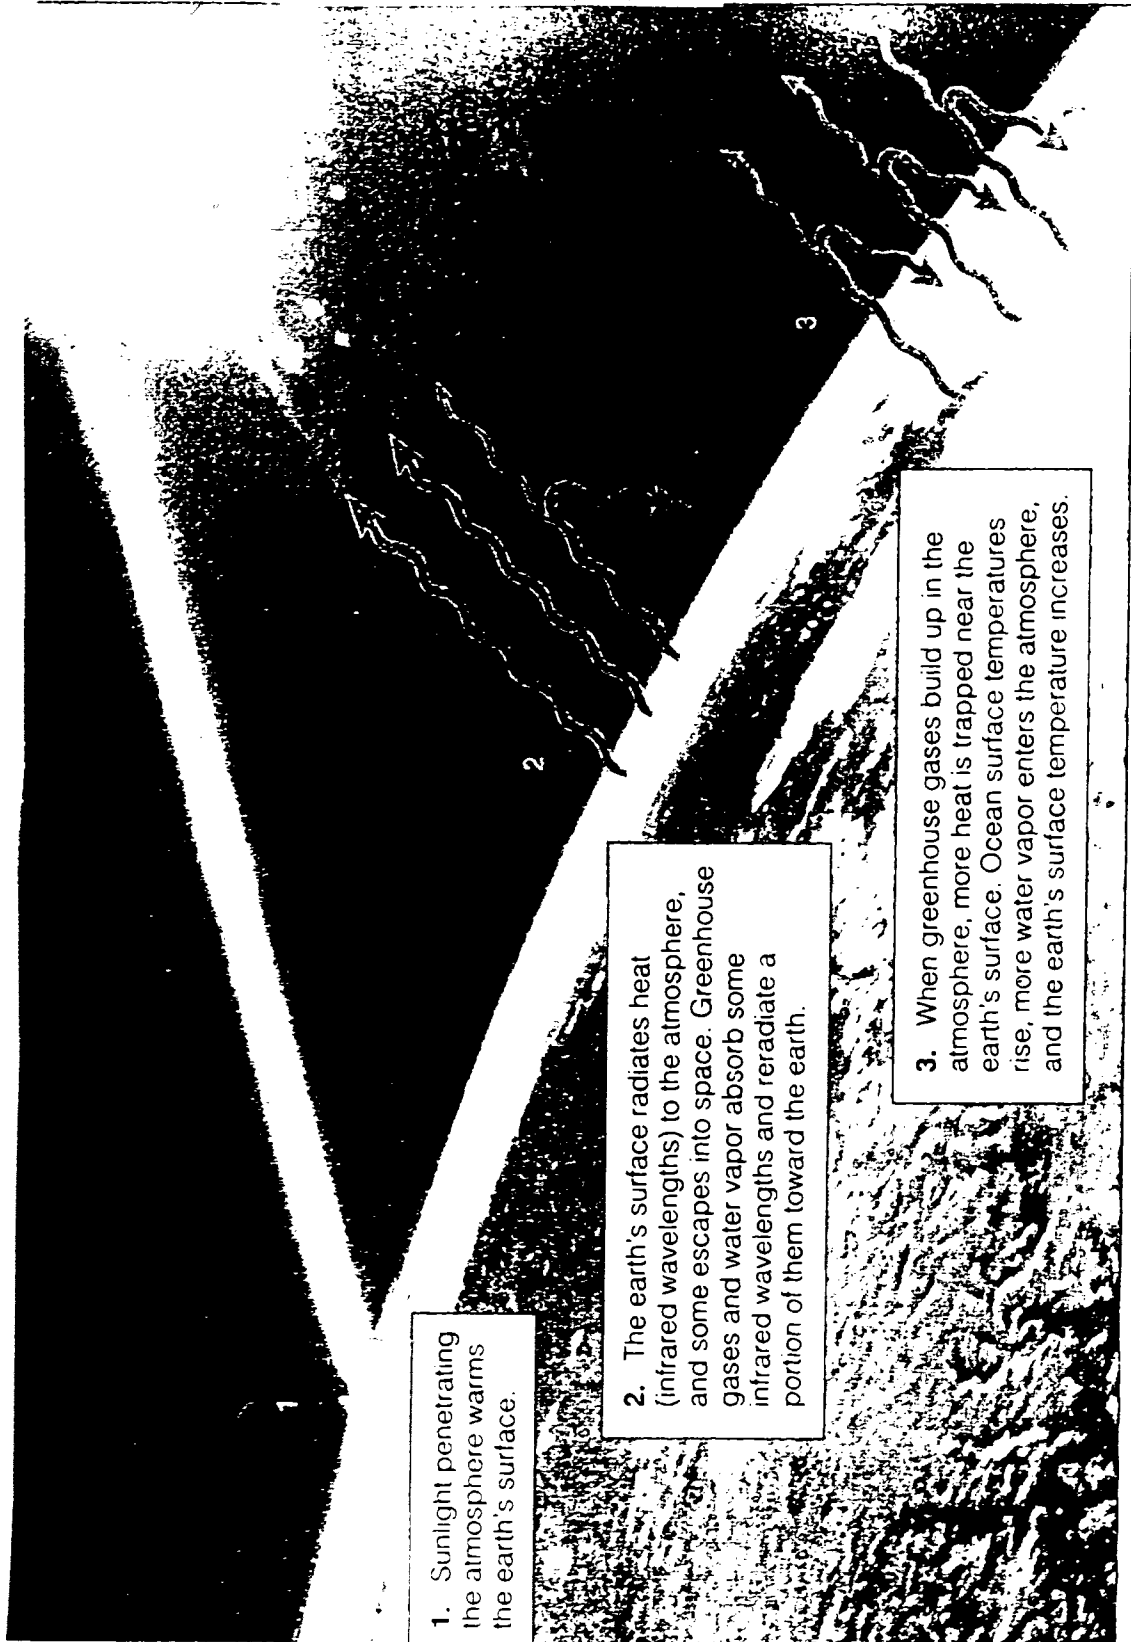 1
2
3
1. Sunlight penetrating
the atmosphere warms
the earth's surface.
2. The earth's surface radiates heat
(infrared wavelengths) to the atmosphere,
and some escapes into space. Greenhouse
gases and water vapor absorb some
infrared wavelengths and reradiate a
portion of them toward the earth.
3. When greenhouse gases build up in the
atmosphere, more heat is trapped near the
earth's surface. Ocean surface temperatures
rise, more water vapor enters the atmosphere,
and the earth's surface temperature increases.